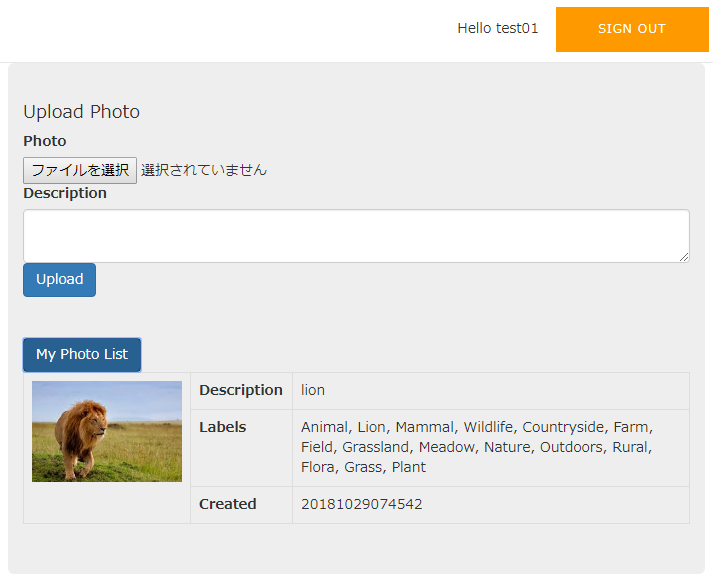 Hello test01
SIGN OUT
Upload Photo
Photo
ファイルを選択 選択されていません
Description
Upload
My Photo List
Description lion
Labels Animal, Lion, Mammal, Wildlife, Countryside, Farm,
Field, Grassland, Meadow, Nature, Outdoors, Rural,
Flora, Grass, Plant
Created 20181029074542